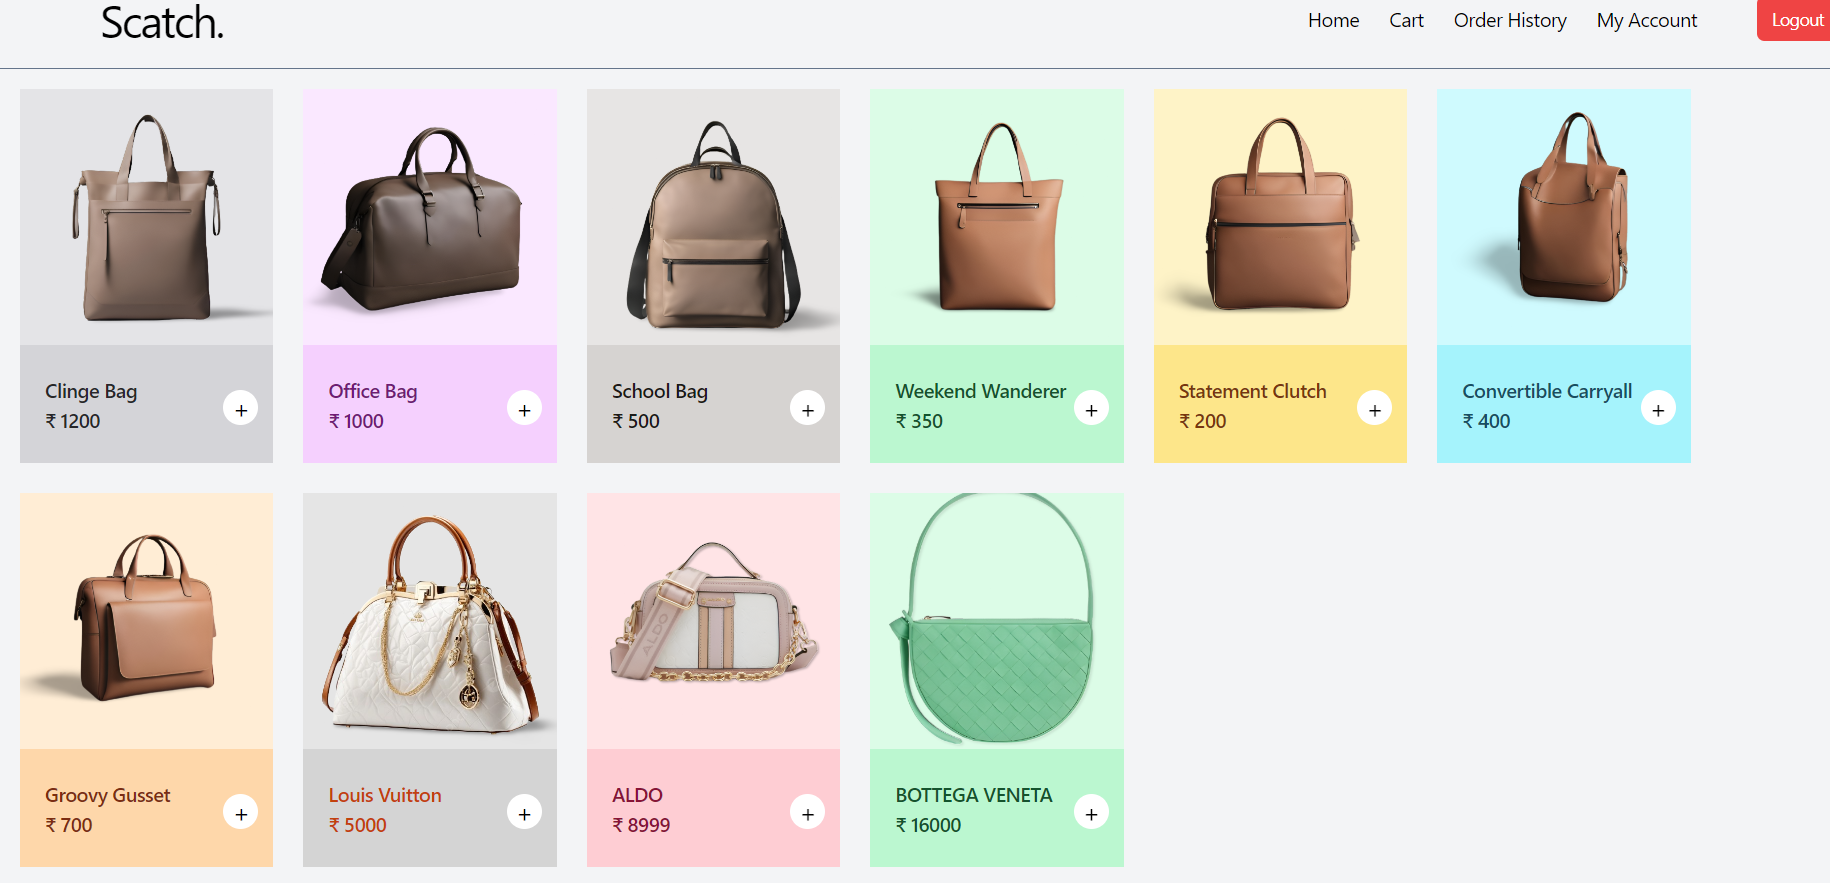 Scatch.
Home Cart Order History My Account Logout
Clinge Bag
₹ 1200
+
Office Bag
₹ 1000
+
School Bag
₹ 500
+
Weekend Wanderer
₹ 350
+
Statement Clutch
₹ 200
+
Convertible Carryall
₹ 400
+
Groovy Gusset
₹ 700
+
Louis Vuitton
₹ 5000
+
ALDO
ALDO
₹ 8999
+
BOTTEGA VENETA
₹ 16000
+